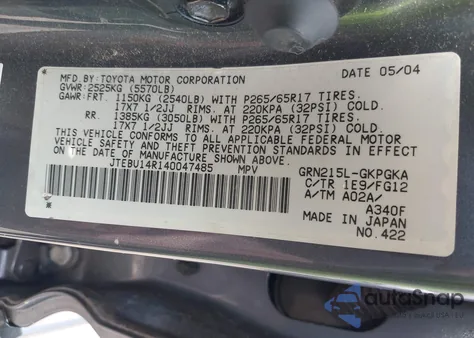 MFD.BY:TOYOTA MOTOR CORPORATION DATE 05/04
GVWR:2525KG (5570LB)
GAWR:FRT. 1150KG (2540LB) WITH P265/65R17 TIRES.
17X7 1/2JJ RIMS. AT 220KPA (32PSI) COLD.
RR. 1385KG (3050LB) WITH P265/65R17 TIRES.
17X7 1/2JJ RIMS. AT 220KPA (32PSI) COLD.
THIS VEHICLE CONFORMS TO ALL APPLICABLE FEDERAL MOTOR
VEHICLE SAFETY AND THEFT PREVENTION STANDARDS IN EFFECT
ON THE DATE OF MANUFACTURE SHOWN ABOVE.
JTEBU14R140047485 MPV GRN215L-GKPGKA
C/TR 1E9/FG12
A/TM A02A/
A340F
MADE IN JAPAN
NO.422
autoSnap